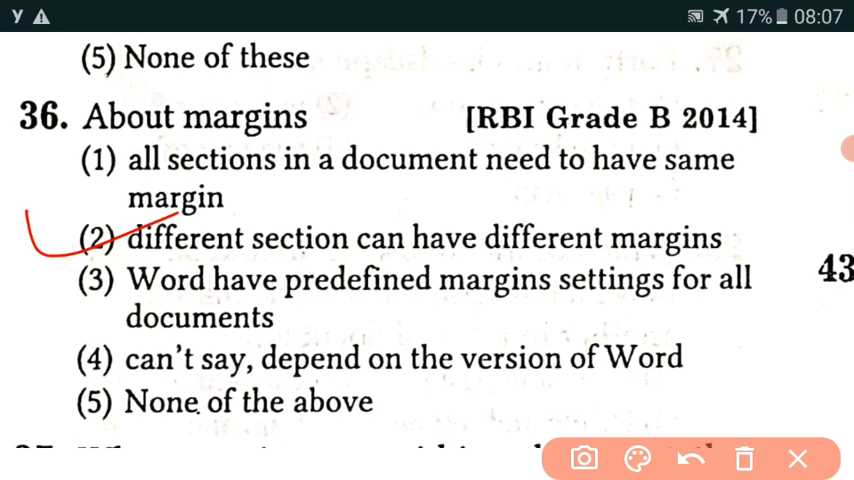 y 17% 08:07
(5) None of these
36. About margins [RBI Grade B 2014]
(1) all sections in a document need to have same
margin
(2) different section can have different margins
(3) Word have predefined margins settings for all
documents
43
(4) can't say, depend on the version of Word
(5) None of the above